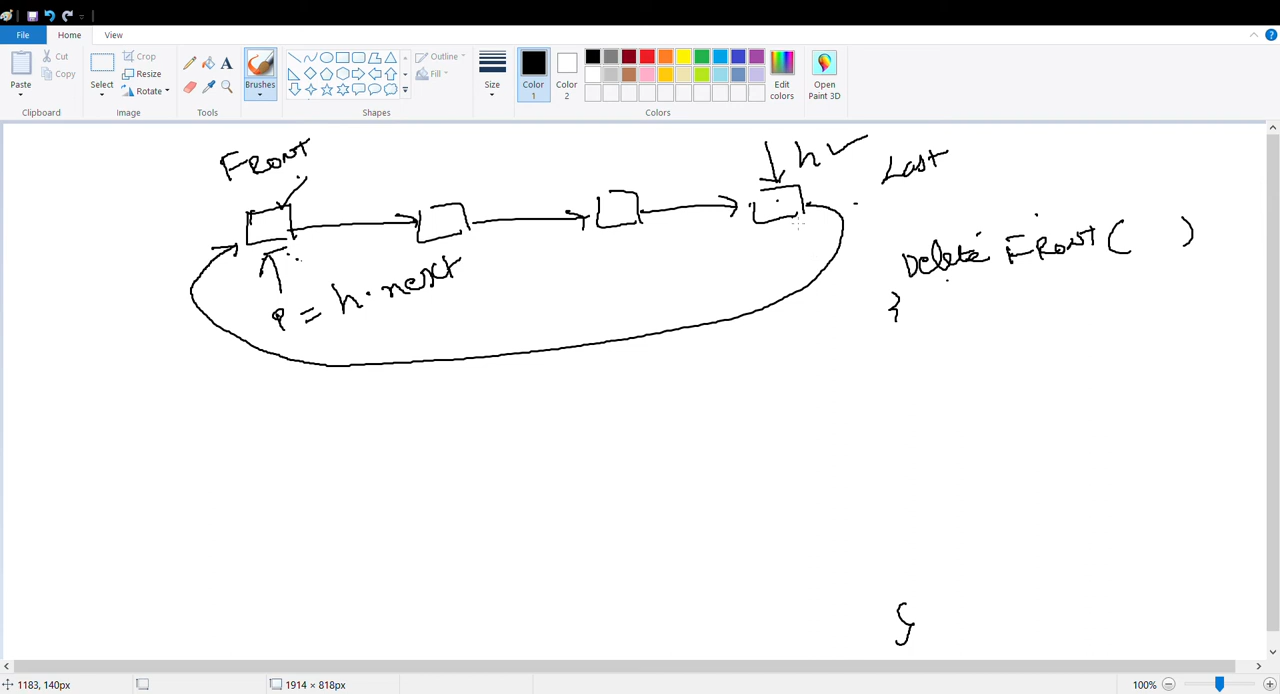 File
Home
View
Paste
Cut
Copy
Clipboard
Select
Crop
Resize
Rotate
Image
A
Tools
Brushes
Outline
Fill
Shapes
Size
Color
1
Color
2
Edit
colors
Colors
Open
Paint 3D
FRont
h
Last
Delete FRont( )
{
= h.next
}
1183, 140px
1914 × 818px
100%